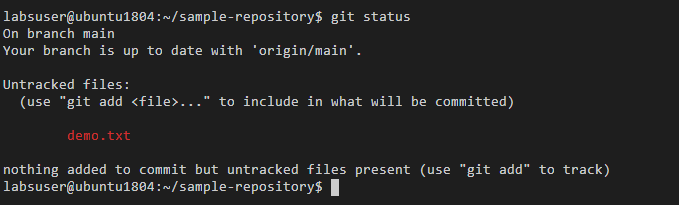 labsuser@ubuntu1804:~/sample-repository$ git status
On branch main
Your branch is up to date with 'origin/main'.
Untracked files:
(use "git add <file>..." to include in what will be committed)
demo.txt
nothing added to commit but untracked files present (use "git add" to track)
labsuser@ubuntu1804:~/sample-repository$